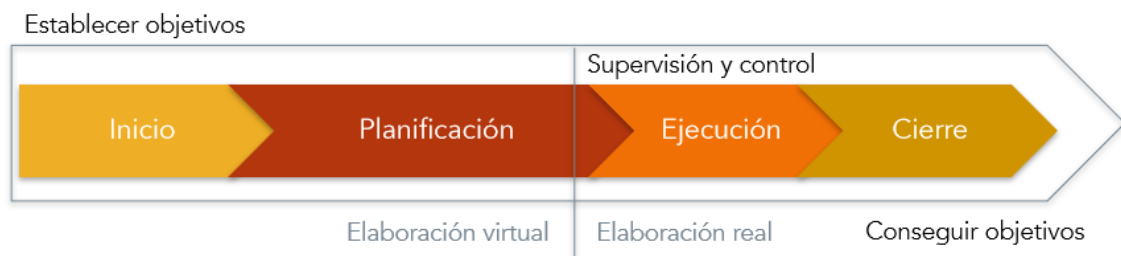 Establecer objetivos
Supervisión y control
Inicio
Planificación
Ejecución
Cierre
Elaboración virtual
Elaboración real
Conseguir objetivos